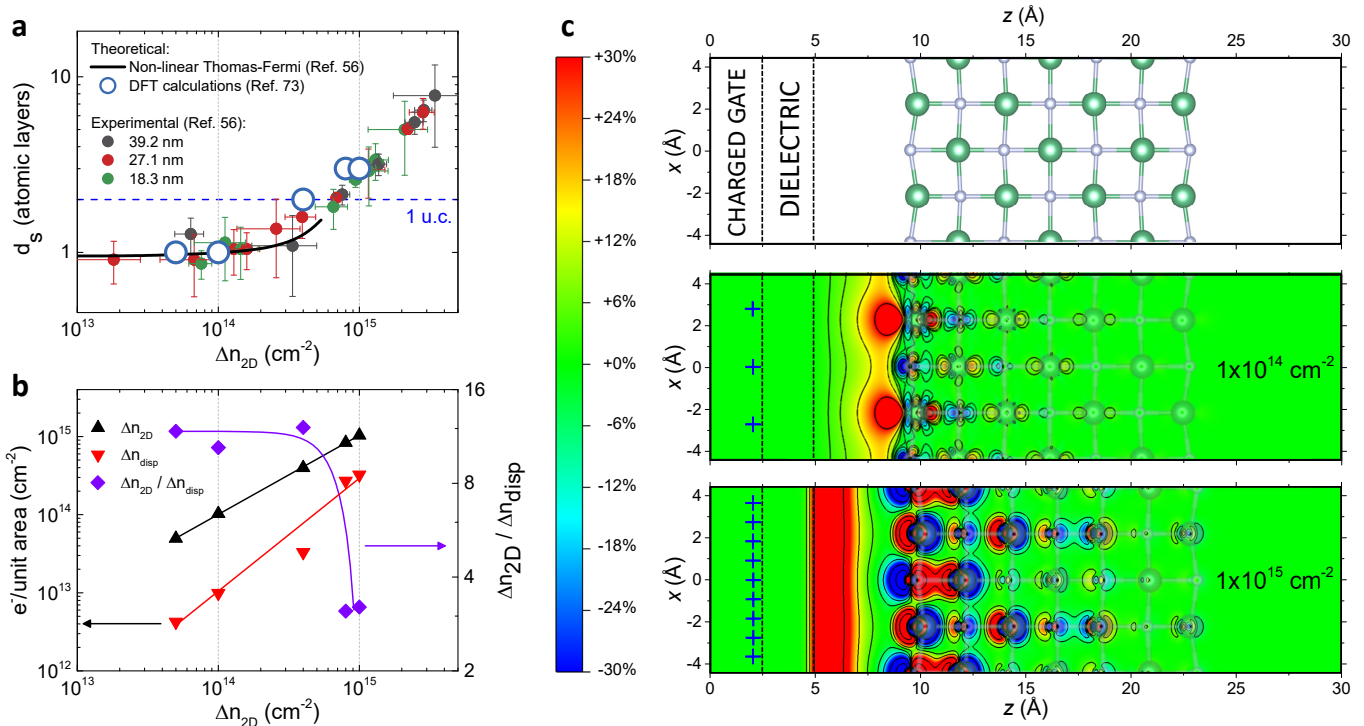 a
Theoretical:
Non-linear Thomas-Fermi (Ref. 56)
DFT calculations (Ref. 73)
Experimental (Ref. 56):
39.2 nm
27.1 nm
18.3 nm
1 u.c.
10
1
d_s (atomic layers)
10^13 10^14 10^15
Δn_2D (cm^-2)
b
Δn_2D
Δn_disp
Δn_2D / Δn_disp
10^15
10^14
10^13
10^12
e^-/unit area (cm^-2)
16
8
4
2
Δn_2D / Δn_disp
10^13 10^14 10^15
Δn_2D (cm^-2)
c
+30%
+24%
+18%
+12%
+6%
+0%
-6%
-12%
-18%
-24%
-30%
z (Å)
0 5 10 15 20 25 30
4
2
0
-2
-4
x (Å)
CHARGED GATE
DIELECTRIC
4
2
0
-2
-4
x (Å)
+
+
1x10^14 cm^-2
4
2
0
-2
-4
x (Å)
+
+
+
+
+
+
+
+
+
+
1x10^15 cm^-2
0 5 10 15 20 25 30
z (Å)